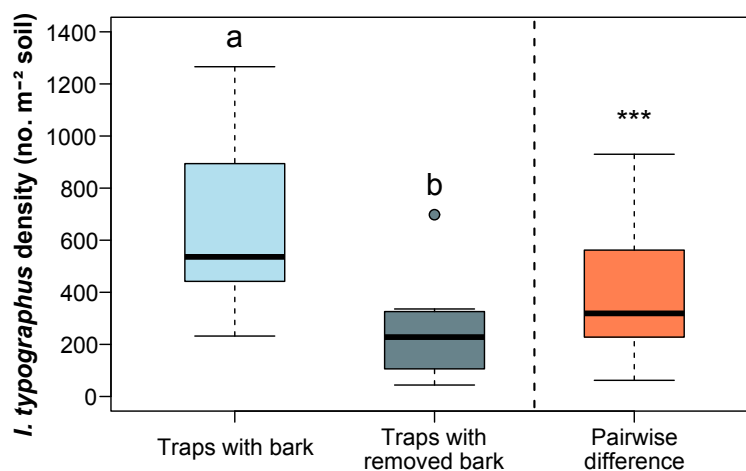 I. typographus density (no. m⁻² soil)
1400
1200
1000
800
600
400
200
0
a
b
***
Traps with bark
Traps with
removed bark
Pairwise
difference